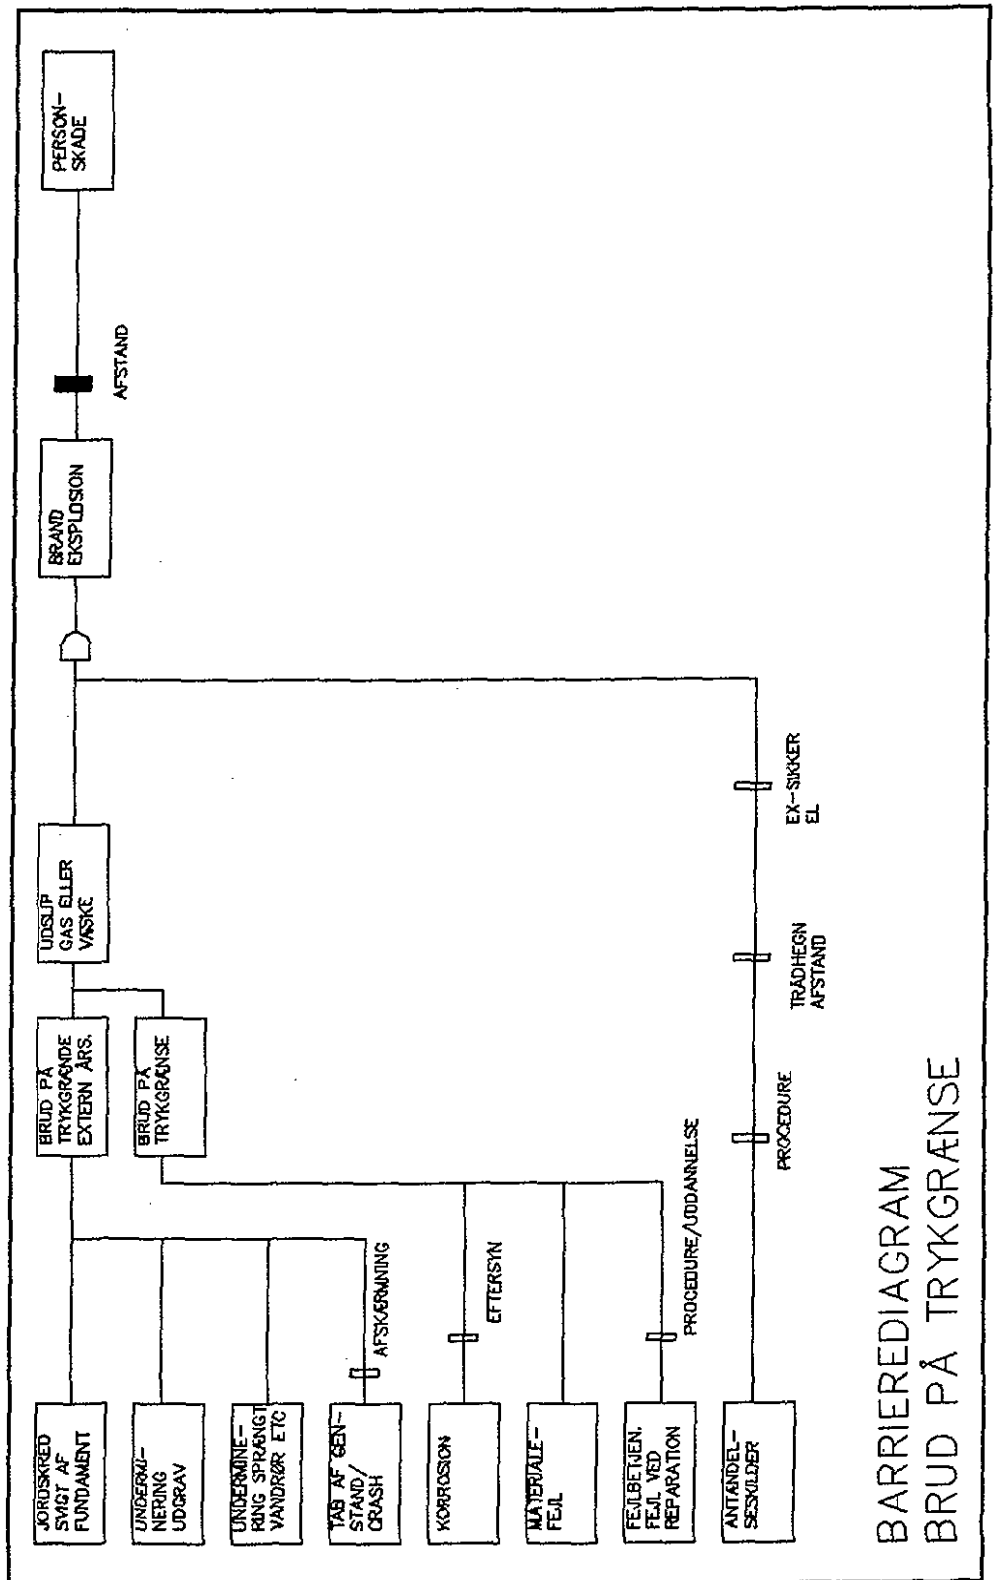 JORDSKRED
SVIGT AF
FUNDAMENT
UNDERMI-
NERING
UDGRAV
UNDERMINE-
RING SPRÆNGT
VANDRØR ETC
TAB AF GEN-
STAND/
CRASH
AFSKÆRMNING
KORROSION
EFTERSYN
MATERIALE-
FEJL
FEJLBETJEN.
FEJL VED
REPARATION
PROCEDURE/UDDANNELSE
ANTÆNDEL-
SESKILDER
PROCEDURE
TRÅDHEGN
AFSTAND
EX-SIKKER
EL
BRUD PÅ
TRYKGRÆNDE
EXTERN ÅRS.
BRUD PÅ
TRYKGRÆNSE
UDSLIP
GAS ELLER
VÆSKE
BRAND
EKSPLOSION
AFSTAND
PERSON-
SKADE
BARRIEREDIAGRAM
BRUD PÅ TRYKGRÆNSE